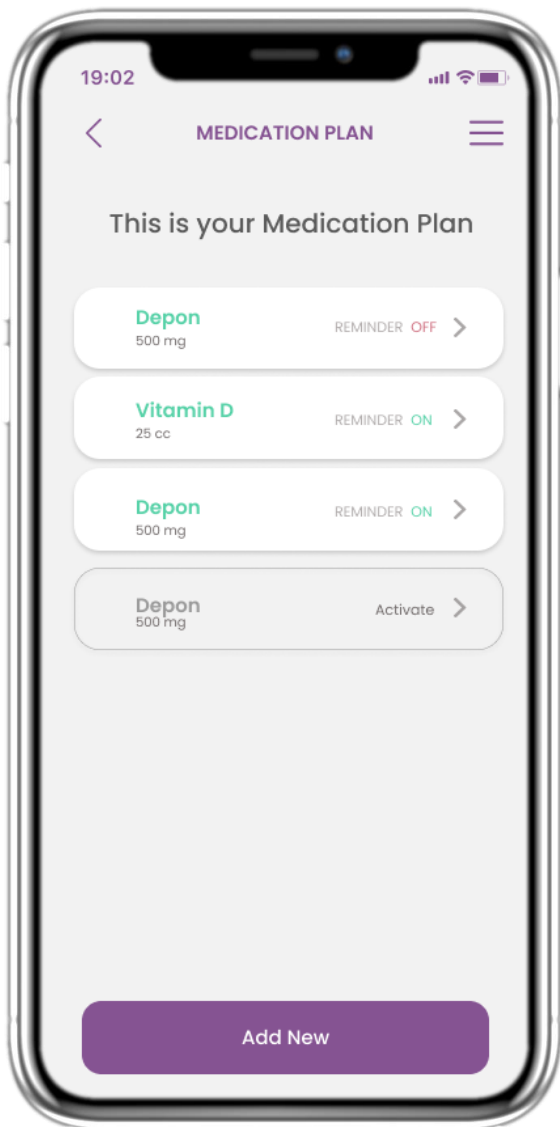 19:02
MEDICATION PLAN
This is your Medication Plan
Depon
500 mg
REMINDER OFF
Vitamin D
25 cc
REMINDER ON
Depon
500 mg
REMINDER ON
Depon
500 mg
Activate
Add New